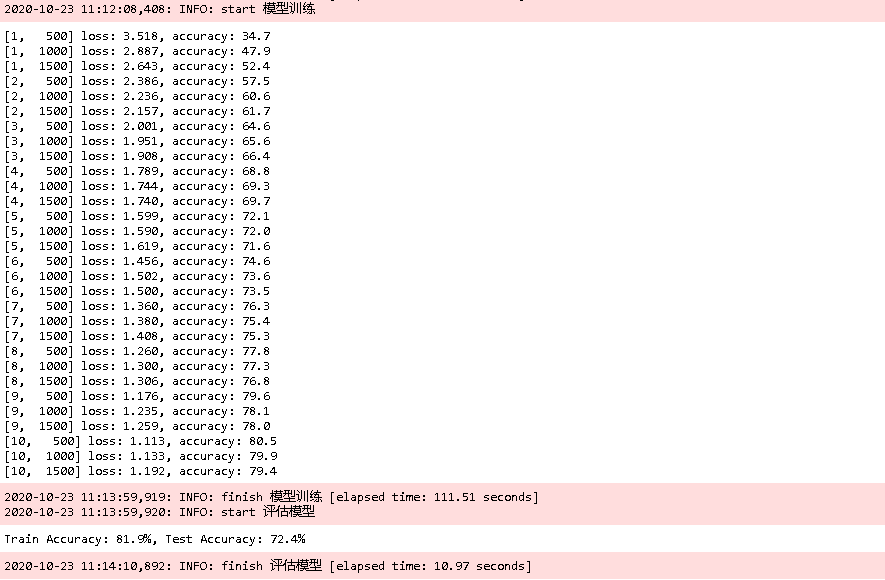 2020-10-23 11:12:08,408: INFO: start 模型训练
[1,   500] loss: 3.518, accuracy: 34.7
[1,  1000] loss: 2.887, accuracy: 47.9
[1,  1500] loss: 2.643, accuracy: 52.4
[2,   500] loss: 2.386, accuracy: 57.5
[2,  1000] loss: 2.236, accuracy: 60.6
[2,  1500] loss: 2.157, accuracy: 61.7
[3,   500] loss: 2.001, accuracy: 64.6
[3,  1000] loss: 1.951, accuracy: 65.6
[3,  1500] loss: 1.908, accuracy: 66.4
[4,   500] loss: 1.789, accuracy: 68.8
[4,  1000] loss: 1.744, accuracy: 69.3
[4,  1500] loss: 1.740, accuracy: 69.7
[5,   500] loss: 1.599, accuracy: 72.1
[5,  1000] loss: 1.590, accuracy: 72.0
[5,  1500] loss: 1.619, accuracy: 71.6
[6,   500] loss: 1.456, accuracy: 74.6
[6,  1000] loss: 1.502, accuracy: 73.6
[6,  1500] loss: 1.500, accuracy: 73.5
[7,   500] loss: 1.360, accuracy: 76.3
[7,  1000] loss: 1.380, accuracy: 75.4
[7,  1500] loss: 1.408, accuracy: 75.3
[8,   500] loss: 1.260, accuracy: 77.8
[8,  1000] loss: 1.300, accuracy: 77.3
[8,  1500] loss: 1.306, accuracy: 76.8
[9,   500] loss: 1.176, accuracy: 79.6
[9,  1000] loss: 1.235, accuracy: 78.1
[9,  1500] loss: 1.259, accuracy: 78.0
[10,   500] loss: 1.113, accuracy: 80.5
[10,  1000] loss: 1.133, accuracy: 79.9
[10,  1500] loss: 1.192, accuracy: 79.4
2020-10-23 11:13:59,919: INFO: finish 模型训练 [elapsed time: 111.51 seconds]
2020-10-23 11:13:59,920: INFO: start 评估模型
Train Accuracy: 81.9%, Test Accuracy: 72.4%
2020-10-23 11:14:10,892: INFO: finish 评估模型 [elapsed time: 10.97 seconds]